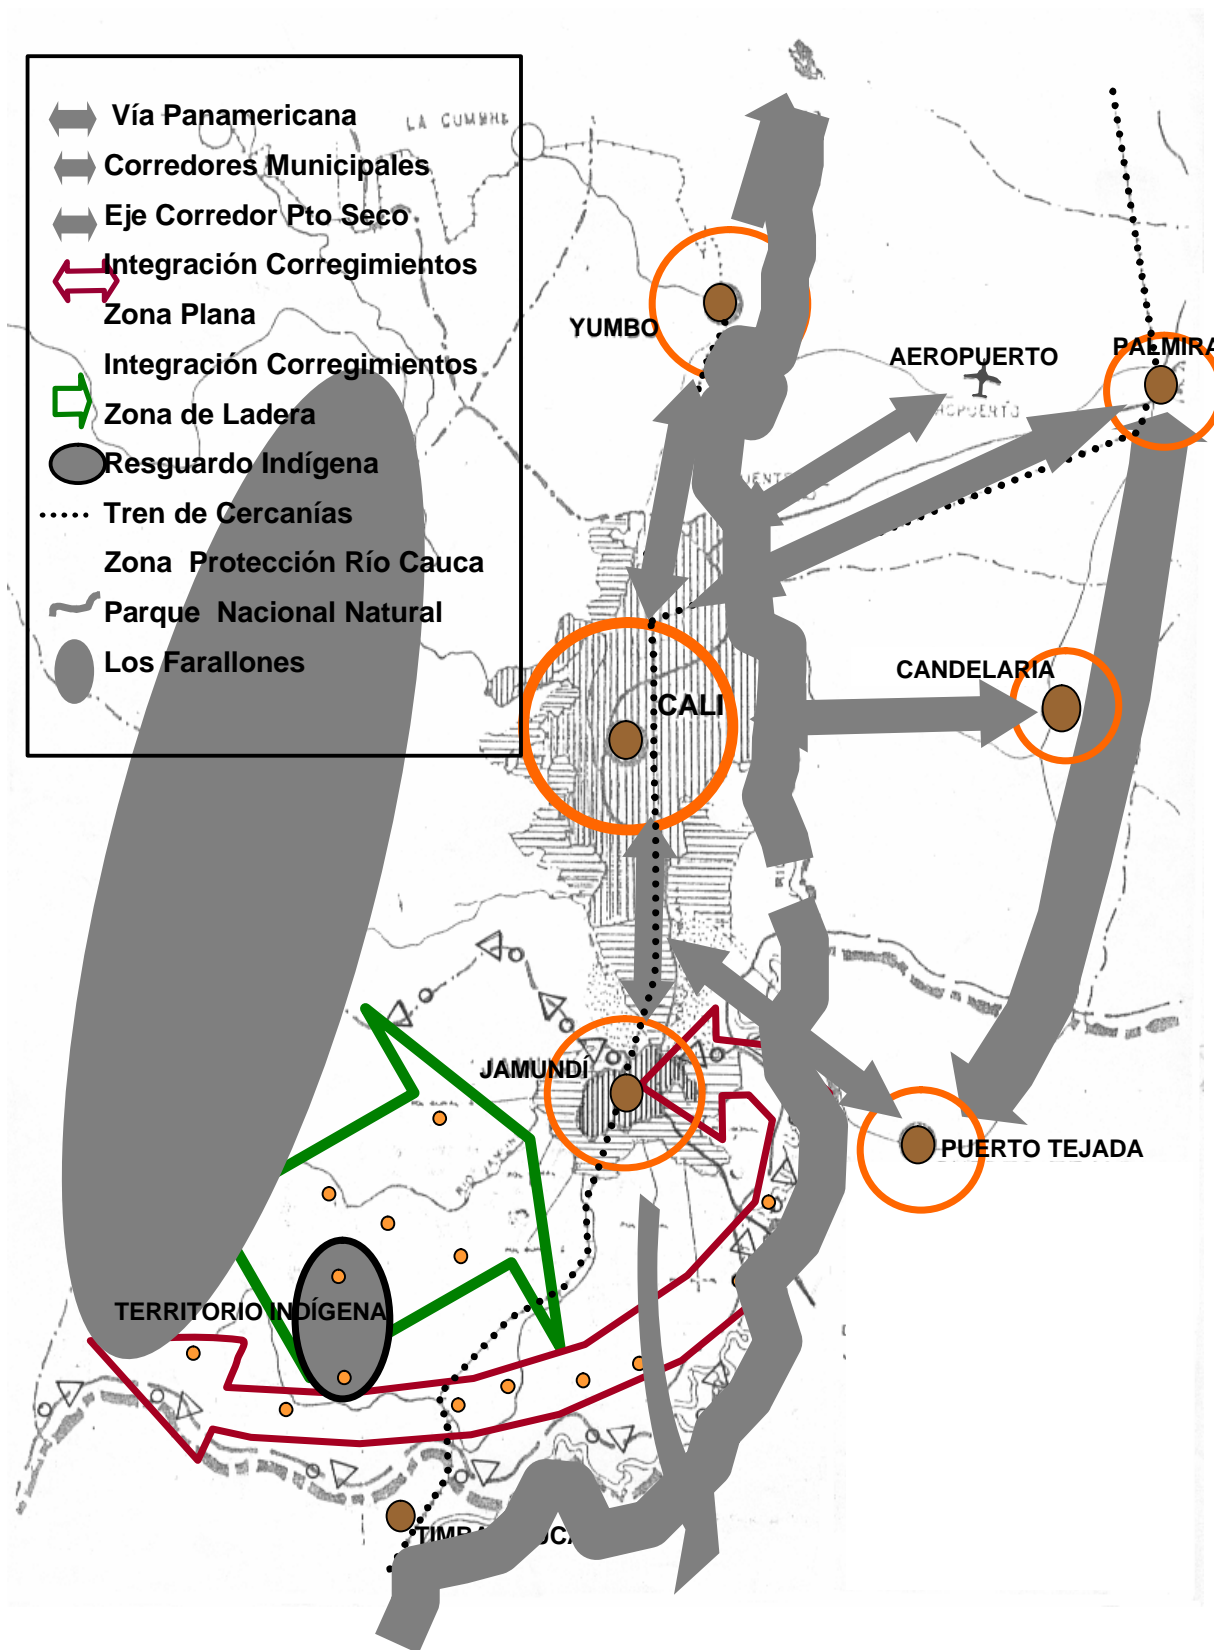 Vía Panamericana
LA CUMBRE
Corredores Municipales
Eje Corredor Pto Seco
Integración Corregimientos
Zona Plana
Integración Corregimientos
Zona de Ladera
Resguardo Indígena
Tren de Cercanías
Zona Protección Río Cauca
Parque Nacional Natural
Los Farallones
YUMBO
AEROPUERTO
PALMIRA
CANDELARIA
CALI
JAMUNDÍ
RIO
PUERTO TEJADA
TERRITORIO INDÍGENA